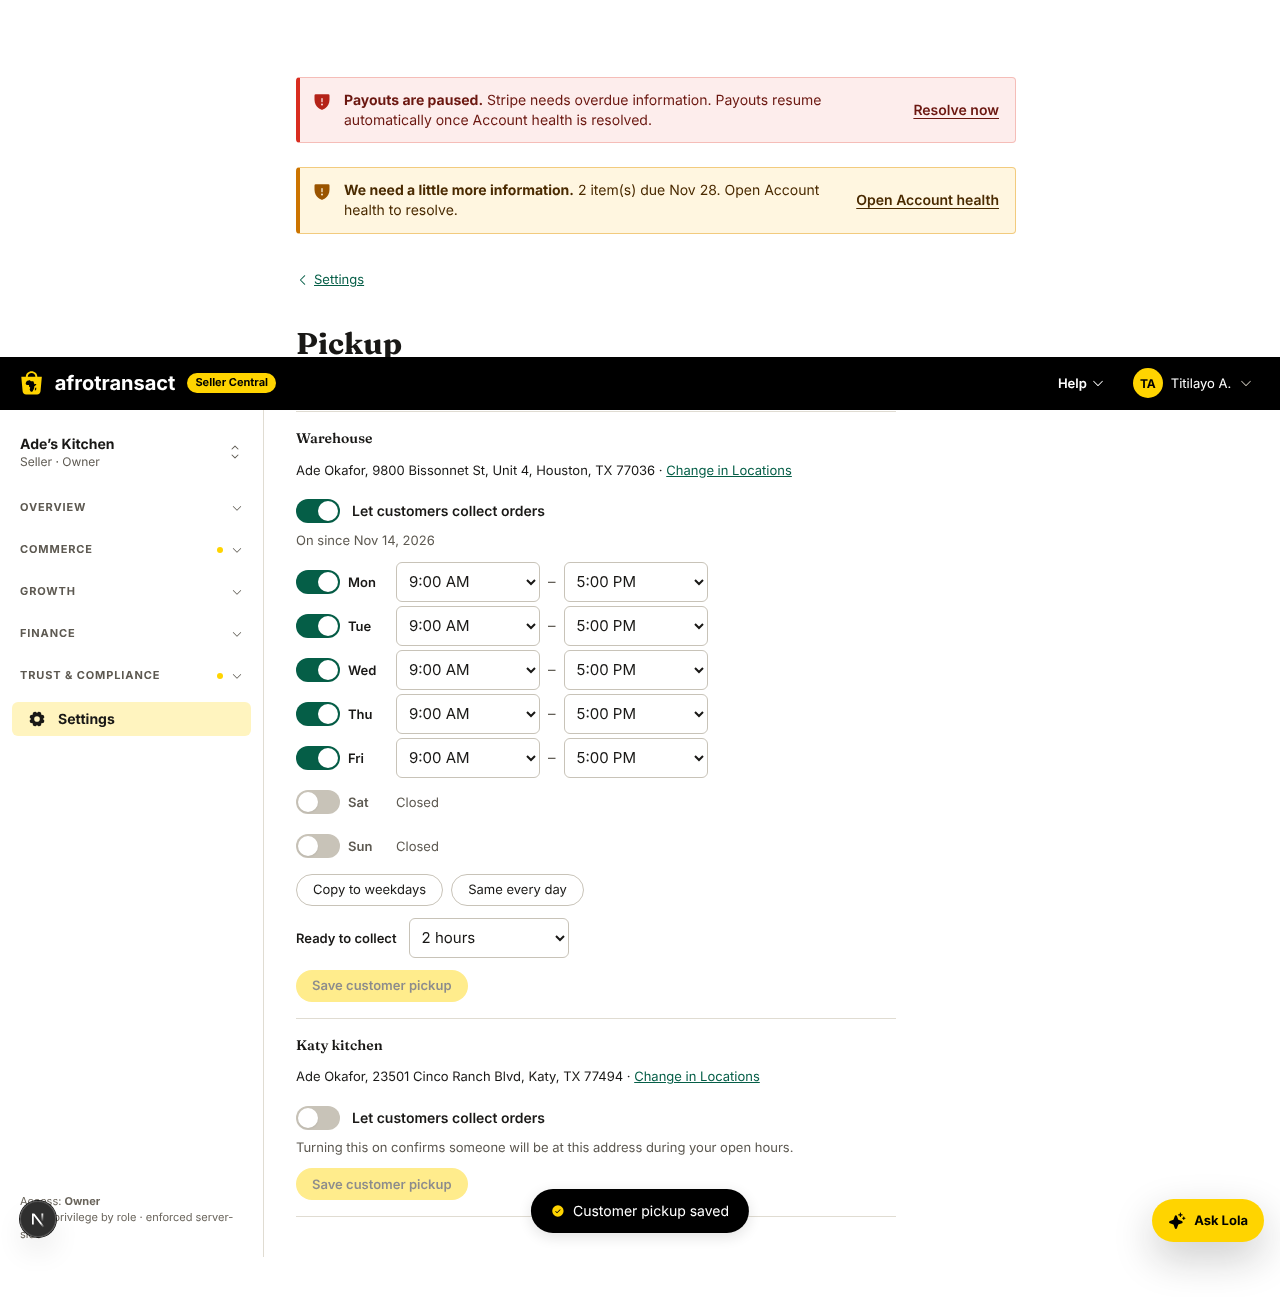 Payouts are paused. Stripe needs overdue information. Payouts resume
automatically once Account health is resolved.
Resolve now
We need a little more information. 2 item(s) due Nov 28. Open Account
health to resolve.
Open Account health
Settings
Pickup
afrotransact
Seller Central
Help
TA
Titilayo A.
Ade's Kitchen
Seller · Owner
OVERVIEW
COMMERCE
GROWTH
FINANCE
TRUST & COMPLIANCE
Settings
Warehouse
Ade Okafor, 9800 Bissonnet St, Unit 4, Houston, TX 77036 · Change in Locations
Let customers collect orders
On since Nov 14, 2026
Mon 9:00 AM – 5:00 PM
Tue 9:00 AM – 5:00 PM
Wed 9:00 AM – 5:00 PM
Thu 9:00 AM – 5:00 PM
Fri 9:00 AM – 5:00 PM
Sat Closed
Sun Closed
Copy to weekdays Same every day
Ready to collect 2 hours
Save customer pickup
Katy kitchen
Ade Okafor, 23501 Cinco Ranch Blvd, Katy, TX 77494 · Change in Locations
Let customers collect orders
Turning this on confirms someone will be at this address during your open hours.
Save customer pickup
Customer pickup saved
Owner
privilege by role · enforced server-
N
Ask Lola